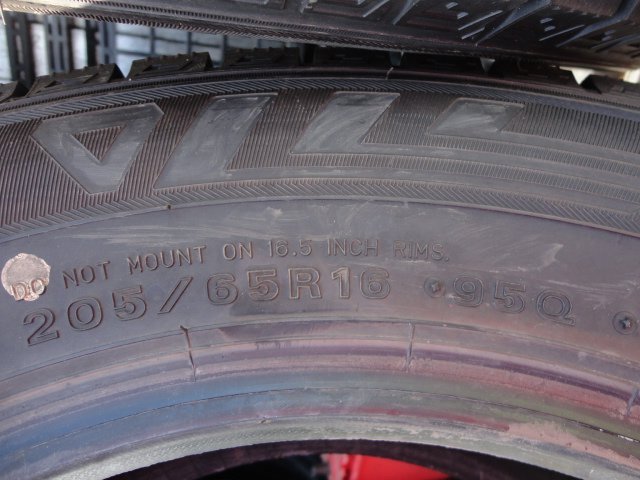 DO NOT MOUNT ON 16.5 INCH RIMS.
205/65R16 95Q